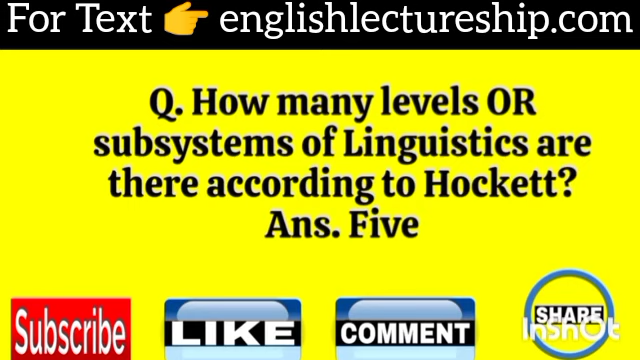 For Text 👉 englishlectureship.com
Q. How many levels OR
subsystems of Linguistics are
there according to Hockett?
Ans. Five
Subscribe
LIKE
COMMENT
SHARE
InShOt